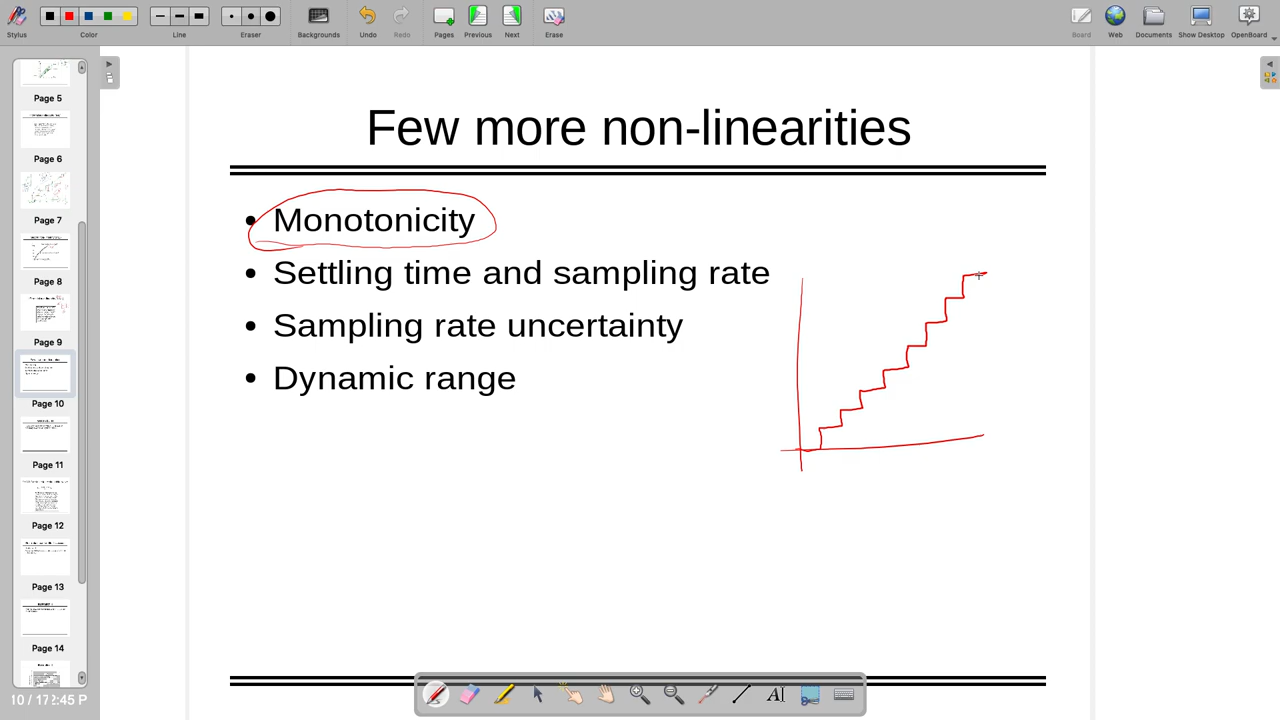 Stylus
Color
Line
Eraser
Backgrounds
Undo
Redo
Pages
Previous
Next
Erase
Board
Web
Documents
Show Desktop
OpenBoard
Page 5
Page 6
Page 7
Page 8
Page 9
Page 10
Page 11
Page 12
Page 13
Page 14
Few more non-linearities
• Monotonicity
• Settling time and sampling rate
• Sampling rate uncertainty
• Dynamic range